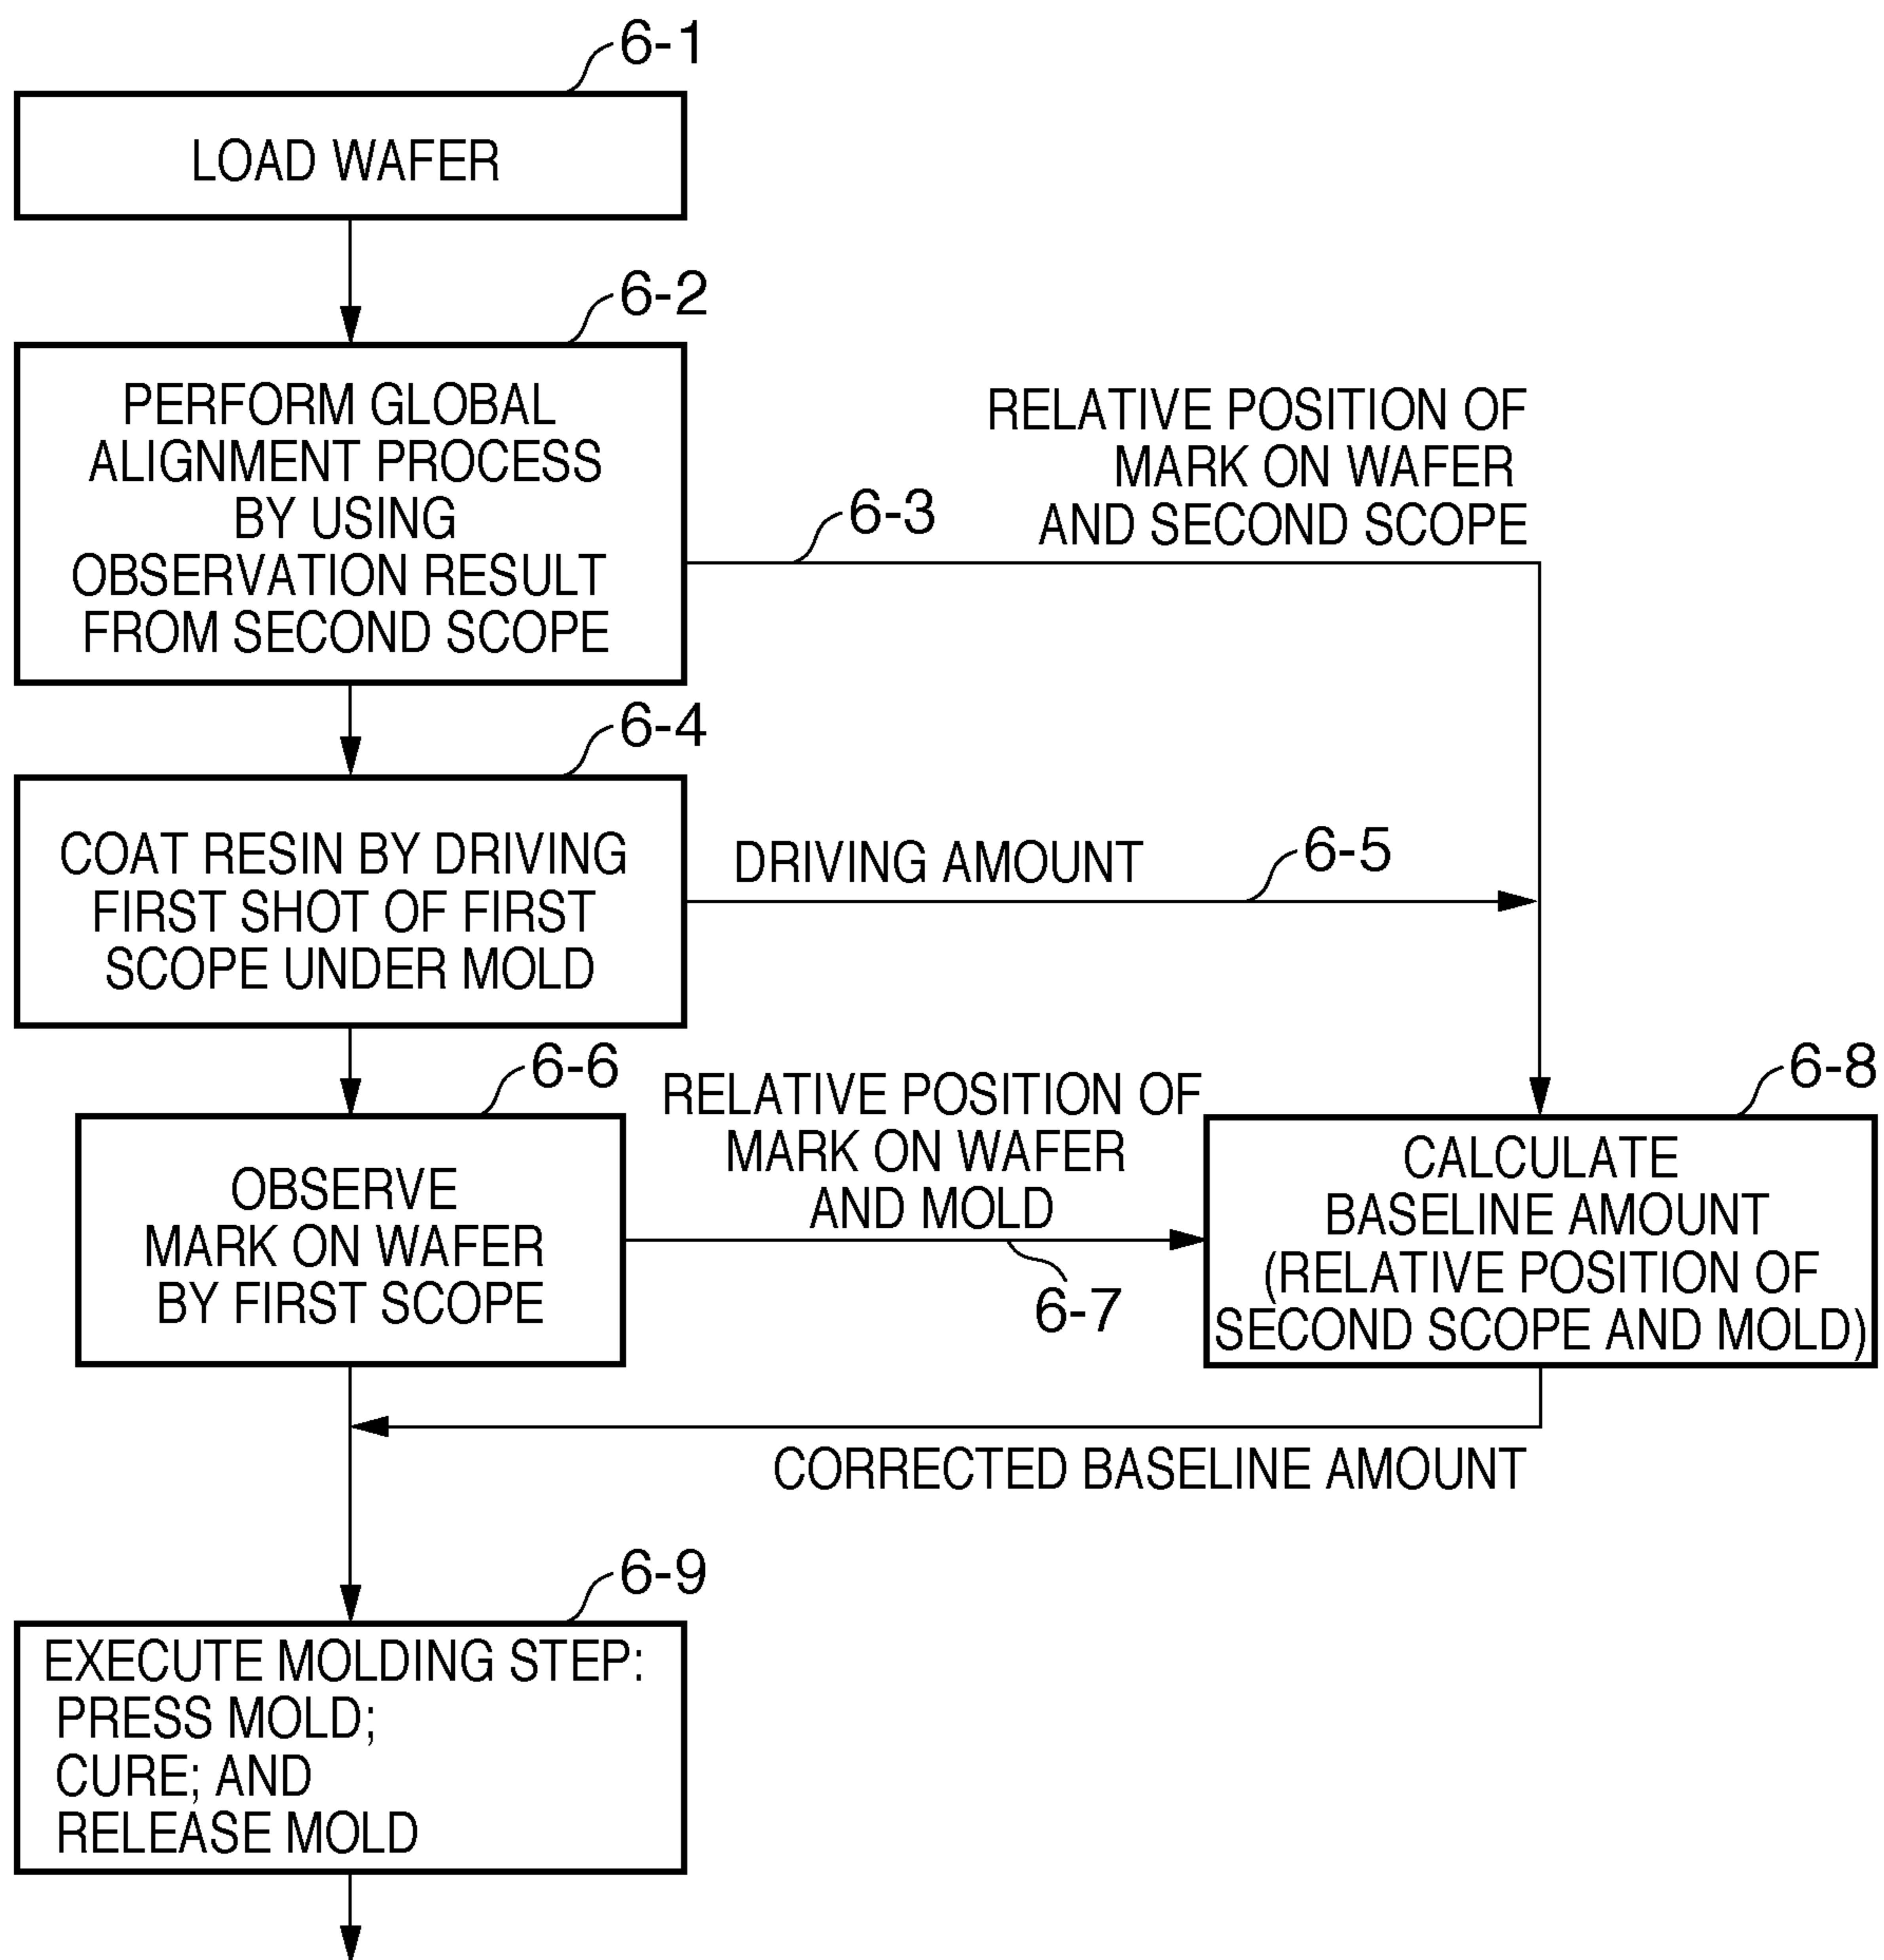 6-1
LOAD WAFER
6-2
PERFORM GLOBAL
ALIGNMENT PROCESS
BY USING
OBSERVATION RESULT
FROM SECOND SCOPE
RELATIVE POSITION OF
MARK ON WAFER
AND SECOND SCOPE
6-3
6-4
COAT RESIN BY DRIVING
FIRST SHOT OF FIRST
SCOPE UNDER MOLD
DRIVING AMOUNT
6-5
6-6
OBSERVE
MARK ON WAFER
BY FIRST SCOPE
RELATIVE POSITION OF
MARK ON WAFER
AND MOLD
6-7
6-8
CALCULATE
BASELINE AMOUNT
(RELATIVE POSITION OF
SECOND SCOPE AND MOLD)
CORRECTED BASELINE AMOUNT
6-9
EXECUTE MOLDING STEP:
PRESS MOLD;
CURE; AND
RELEASE MOLD